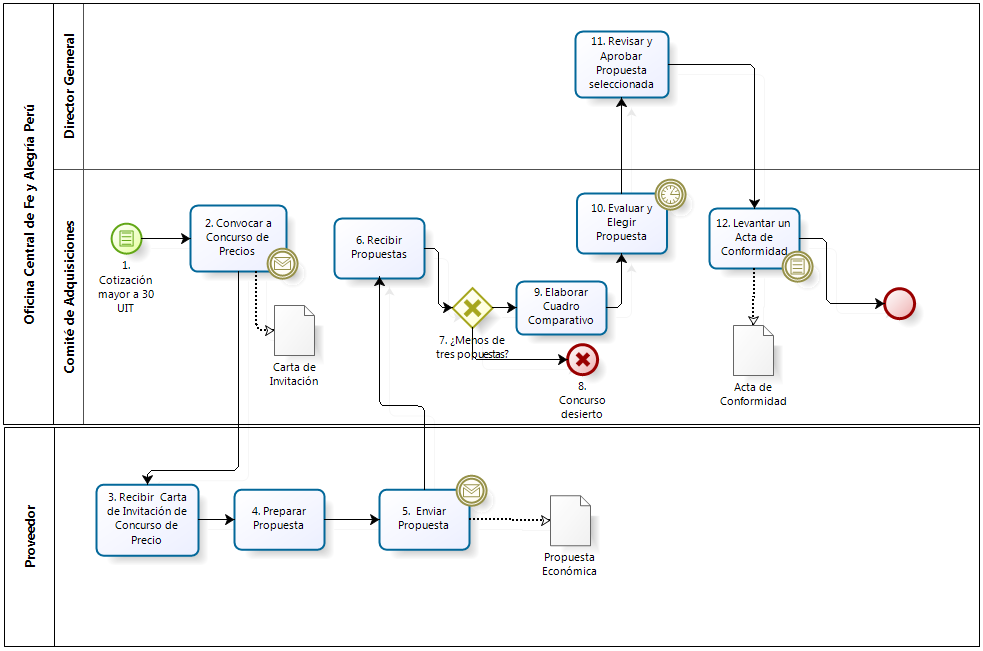 Oficina Central de Fe y Alegría Perú
Director Gerneral
11. Revisar y
Aprobar
Propuesta
seleccionada
Comité de Adquisiciones
1.
Cotización
mayor a 30
UIT
2. Convocar a
Concurso de
Precios
Carta de
Invitación
6. Recibir
Propuestas
7. ¿Menos de
tres popuestas?
8.
Concurso
desierto
9. Elaborar
Cuadro
Comparativo
10. Evaluar y
Elegir
Propuesta
12. Levantar un
Acta de
Conformidad
Acta de
Conformidad
Proveedor
3. Recibir Carta
de Invitación de
Concurso de
Precio
4. Preparar
Propuesta
5. Enviar
Propuesta
Propuesta
Económica